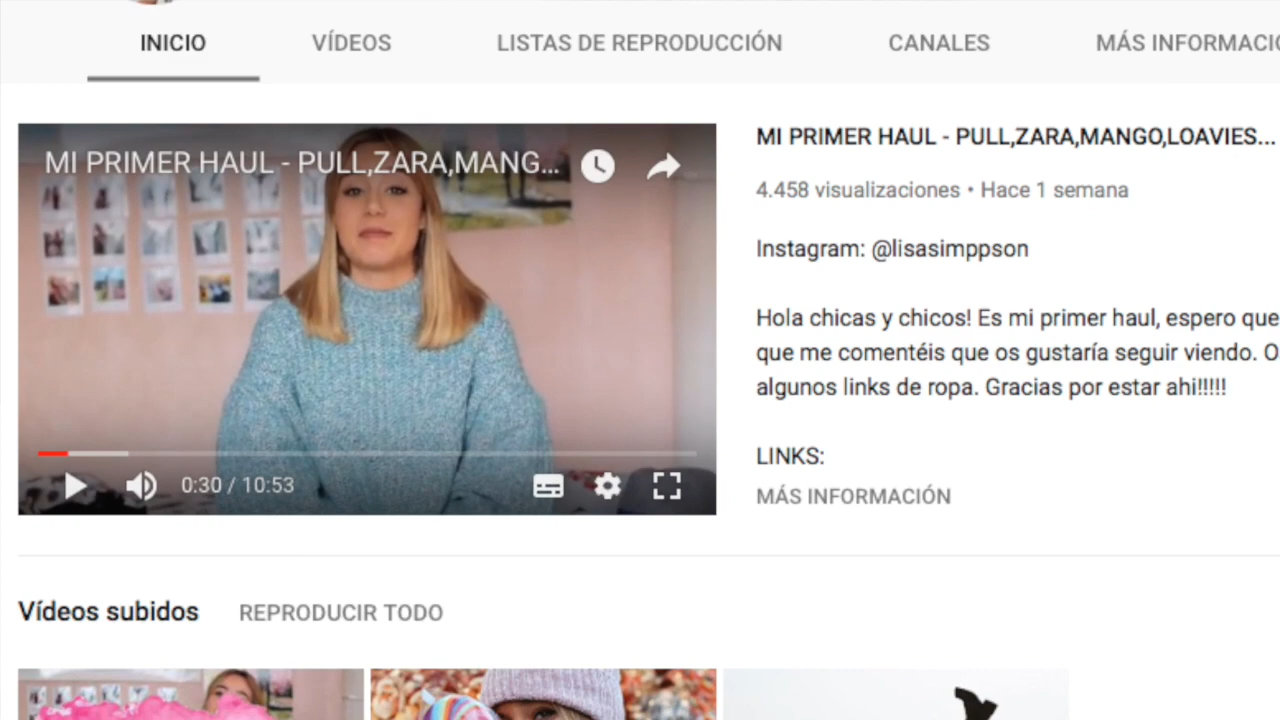 INICIO
VÍDEOS
LISTAS DE REPRODUCCIÓN
CANALES
MÁS INFORMACIÓ
MI PRIMER HAUL - PULL,ZARA,MANG...
0:30 / 10:53
MI PRIMER HAUL - PULL,ZARA,MANGO,LOAVIES...
4.458 visualizaciones • Hace 1 semana
Instagram: @lisasimppson
Hola chicas y chicos! Es mi primer haul, espero que
que me comentéis que os gustaría seguir viendo. O
algunos links de ropa. Gracias por estar ahi!!!!!
LINKS:
MÁS INFORMACIÓN
Vídeos subidos
REPRODUCIR TODO